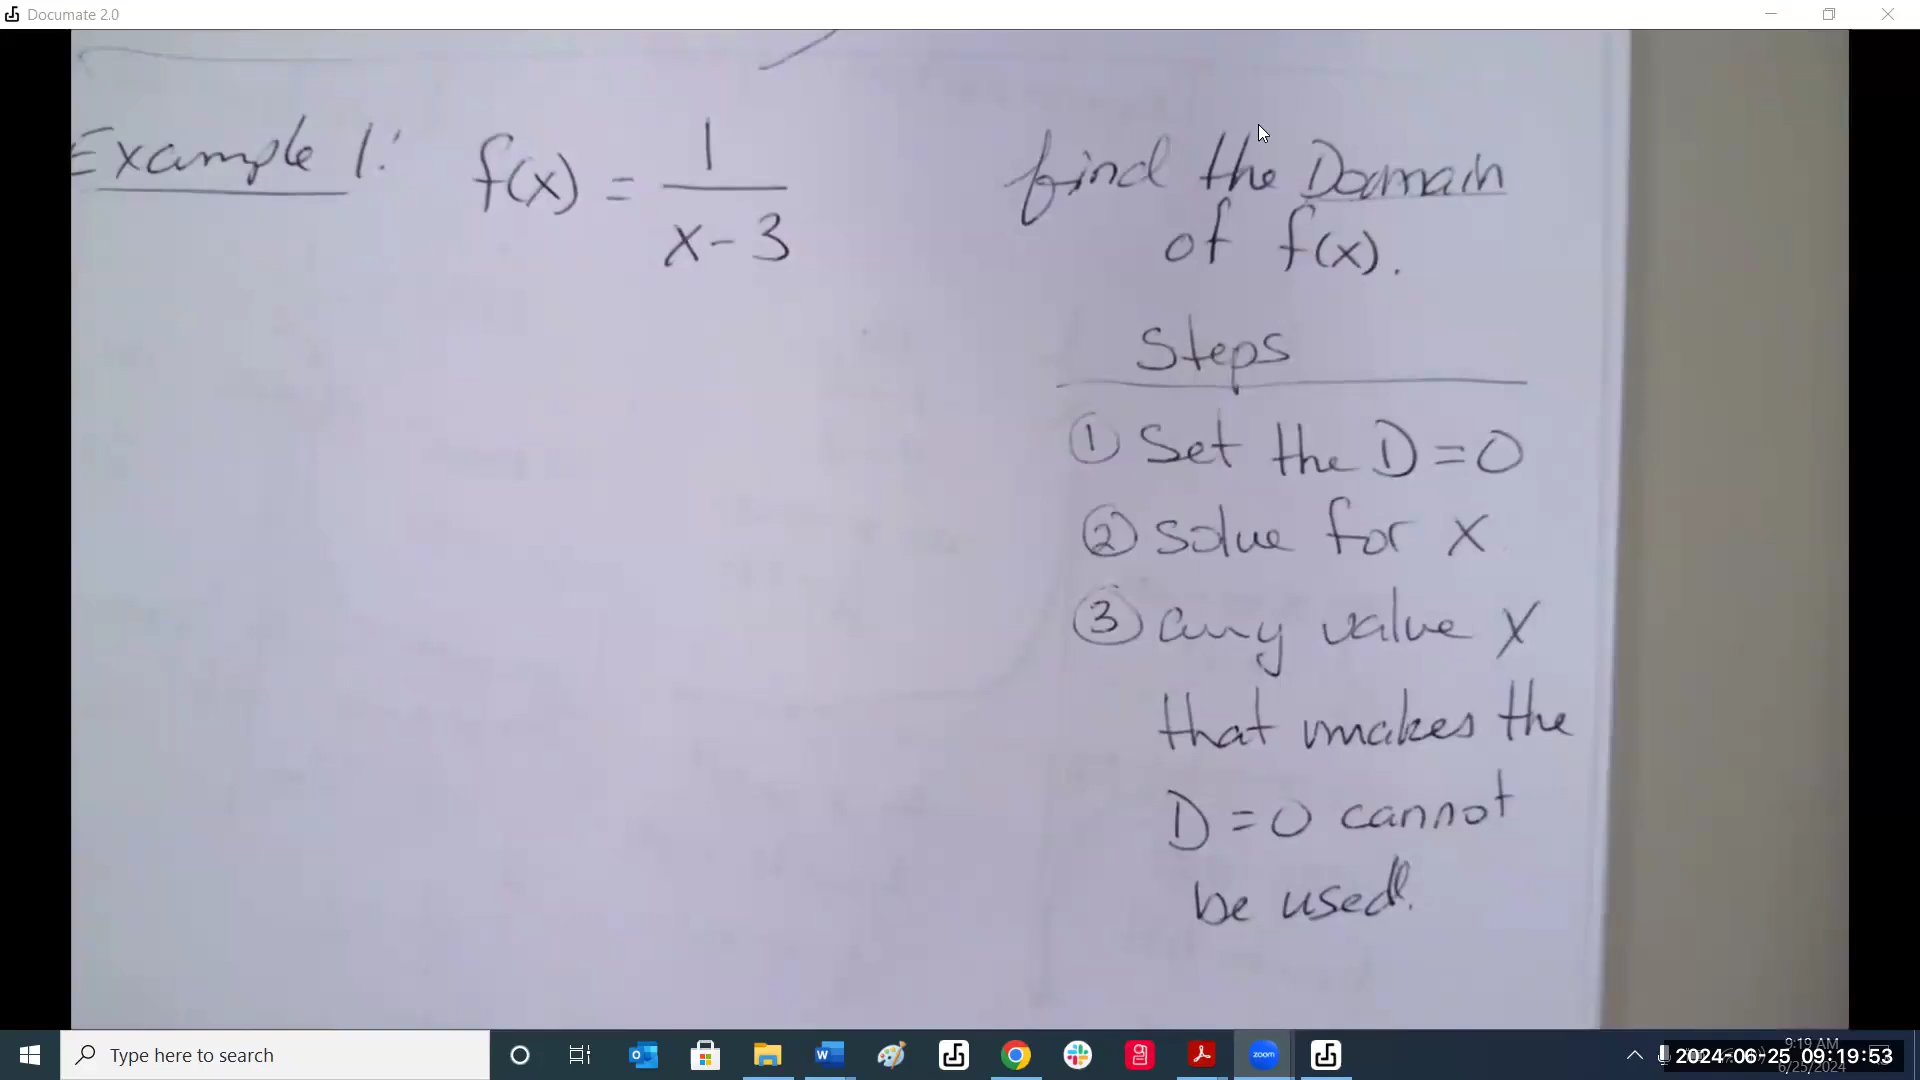 Documate 2.0
Example 1: f(x) = 1 / (x - 3)
find the Domain
of f(x).
Steps
① Set the D = 0
② solve for x
③ any value x
that makes the
D = 0 cannot
be used!
Type here to search
zoom
9:19 AM
2024-06-25 09:19:53
6/25/2024